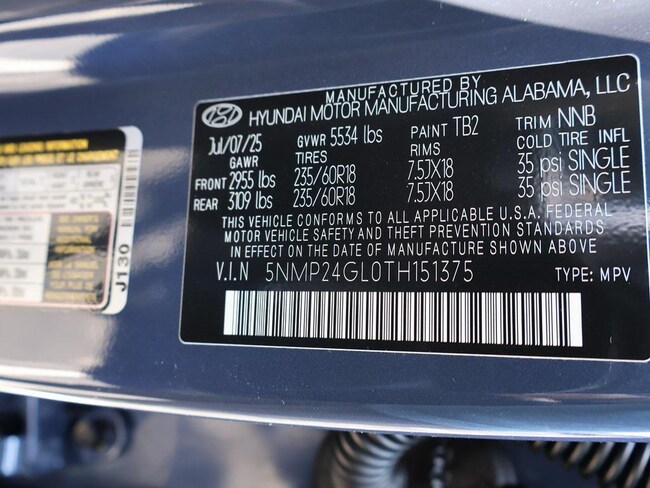 MANUFACTURED BY
HYUNDAI MOTOR MANUFACTURING ALABAMA, LLC
Jul/07/25 GVWR 5534 lbs PAINT TB2 TRIM NNB
GAWR TIRES RIMS COLD TIRE INFL
FRONT 2955 lbs 235/60R18 7.5JX18 35 psi SINGLE
REAR 3109 lbs 235/60R18 7.5JX18 35 psi SINGLE
THIS VEHICLE CONFORMS TO ALL APPLICABLE U.S.A. FEDERAL
MOTOR VEHICLE SAFETY AND THEFT PREVENTION STANDARDS
IN EFFECT ON THE DATE OF MANUFACTURE SHOWN ABOVE
V.I.N 5NMP24GL0TH151375 TYPE: MPV
J130